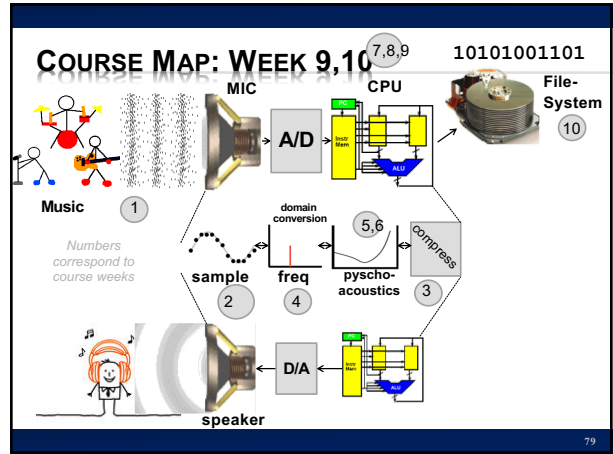 COURSE MAP: WEEK 9,10
7,8,9
10101001101
MIC
CPU
File-
System
10
A/D
PC
Instr
Mem
ALU
Music
1
Numbers
correspond to
course weeks
domain
conversion
5,6
compress
sample
freq
pyscho-
acoustics
2
4
3
D/A
Instr
Mem
ALU
speaker
79